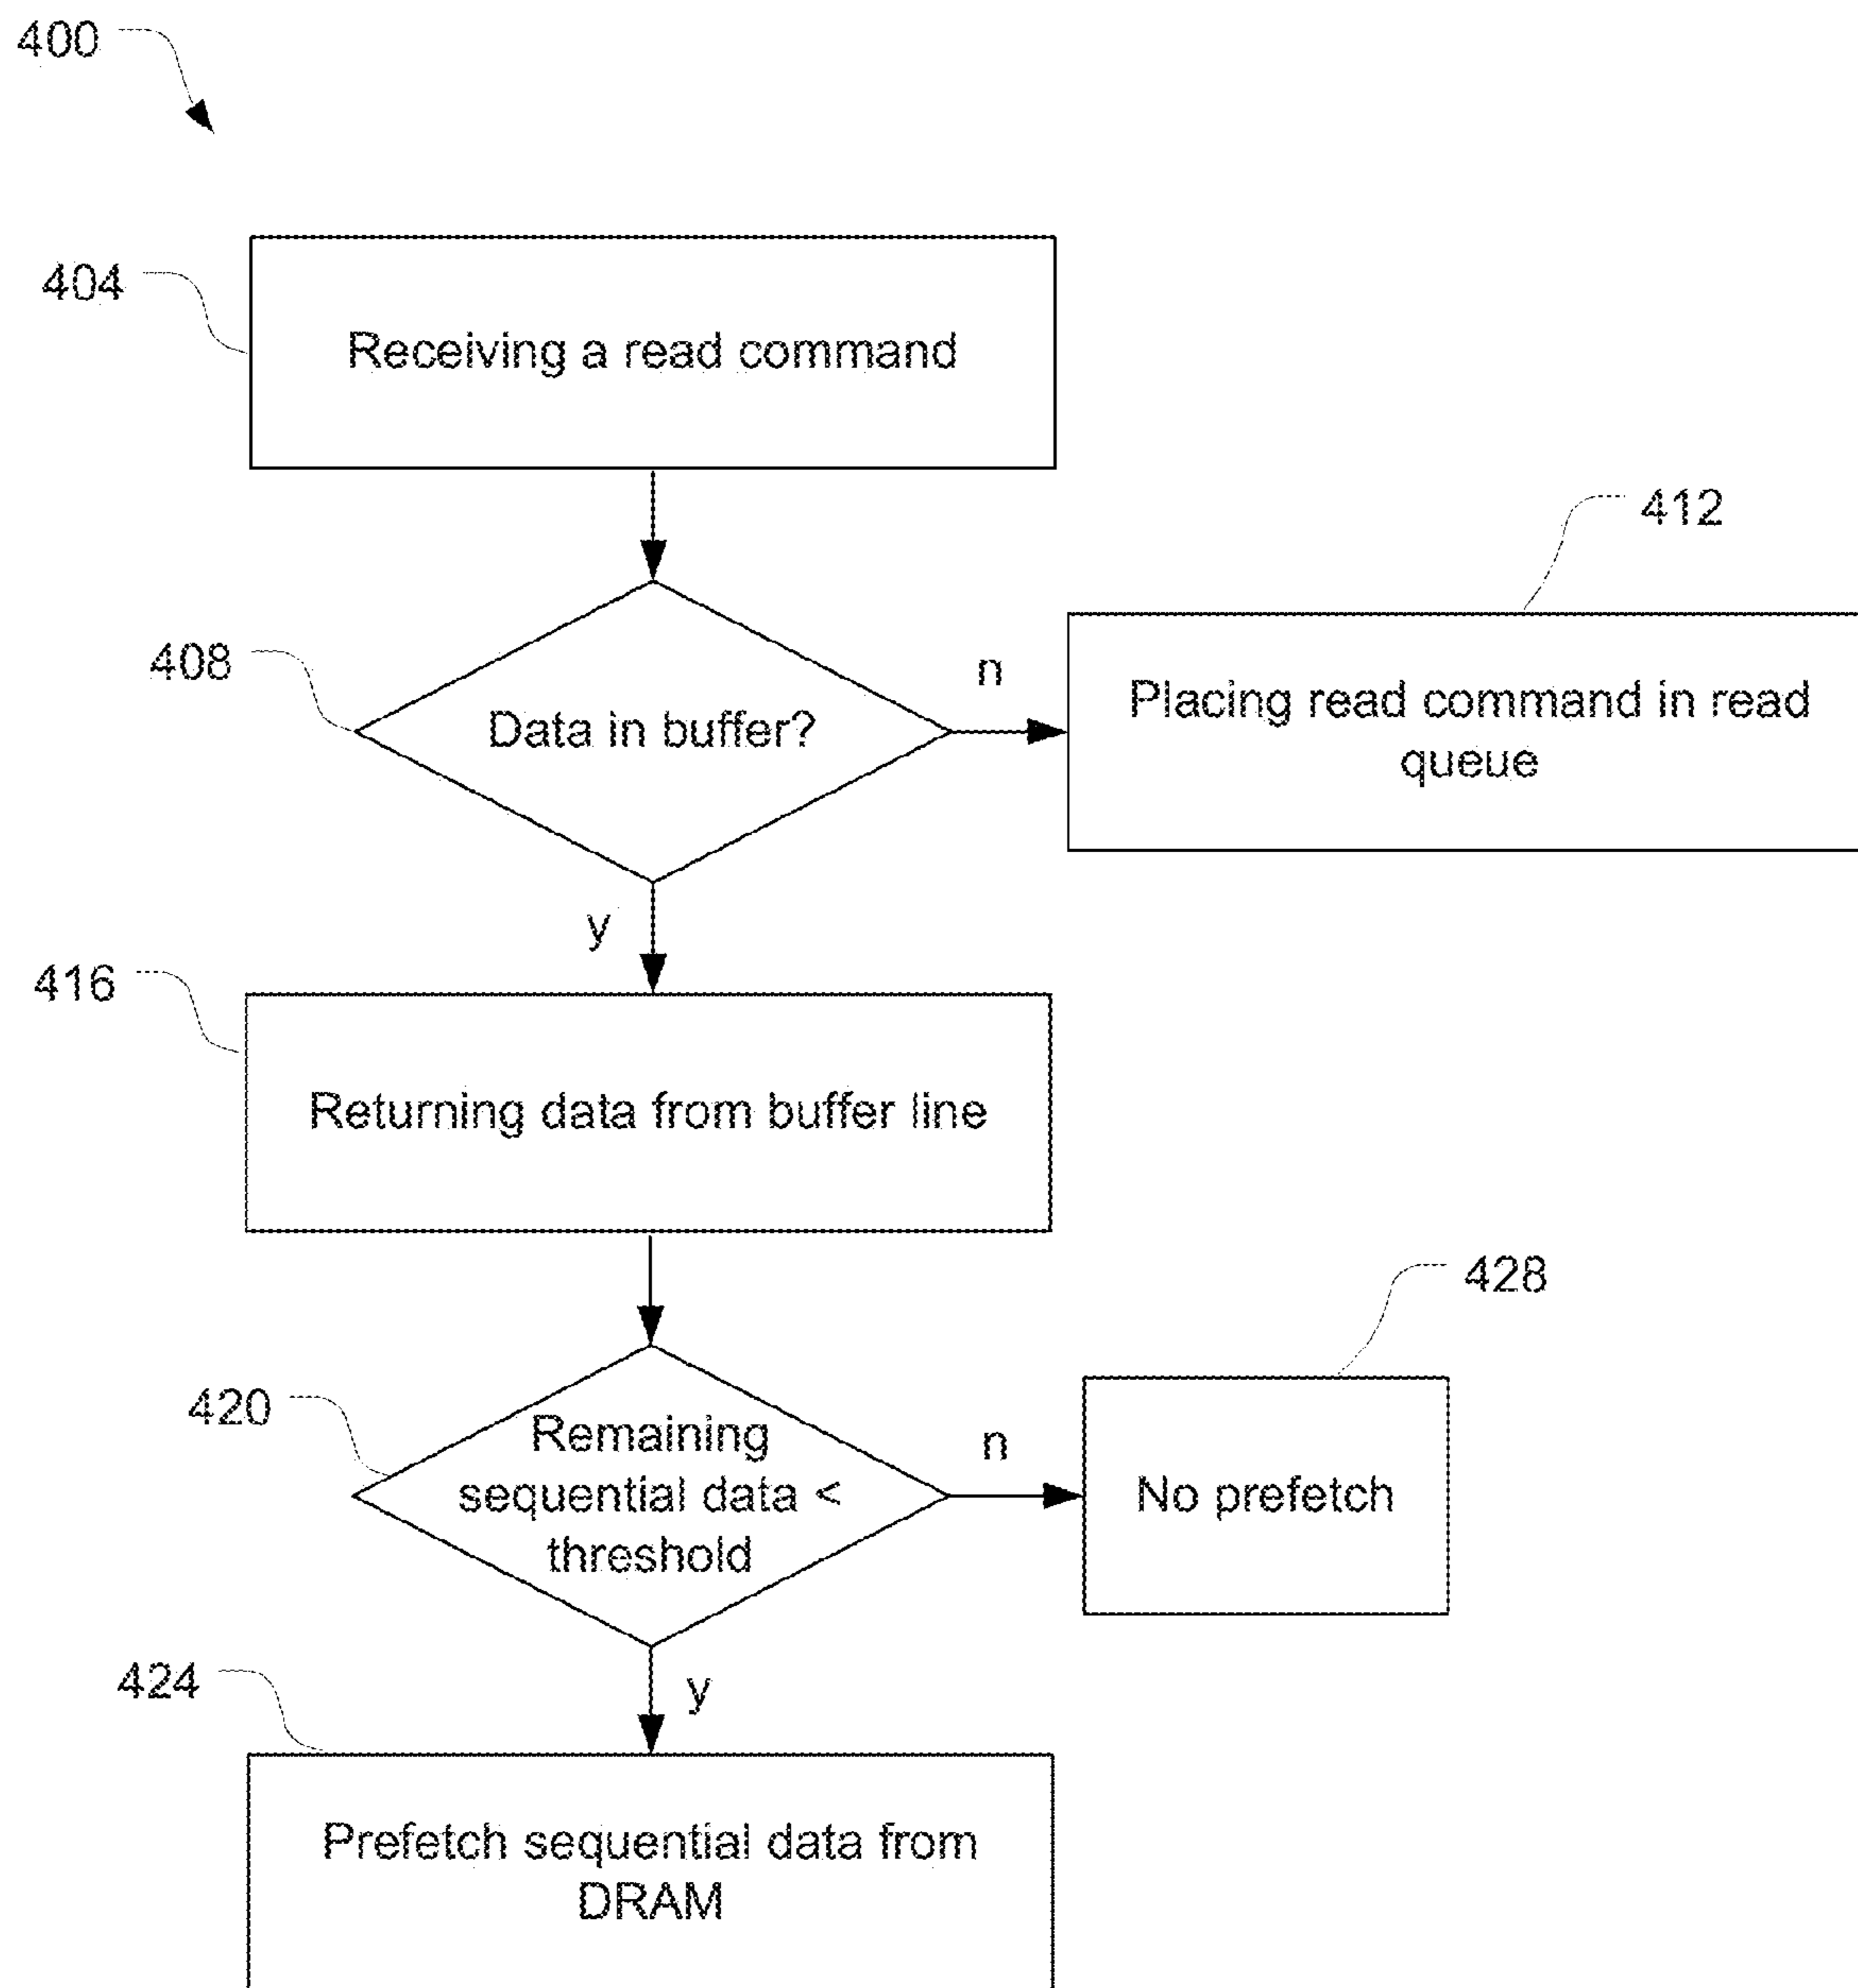 400
404
Receiving a read command
412
408
Data in buffer?
n
Placing read command in read
queue
y
416
Returning data from buffer line
428
420
Remaining
sequential data <
threshold
n
No prefetch
424
y
Prefetch sequential data from
DRAM